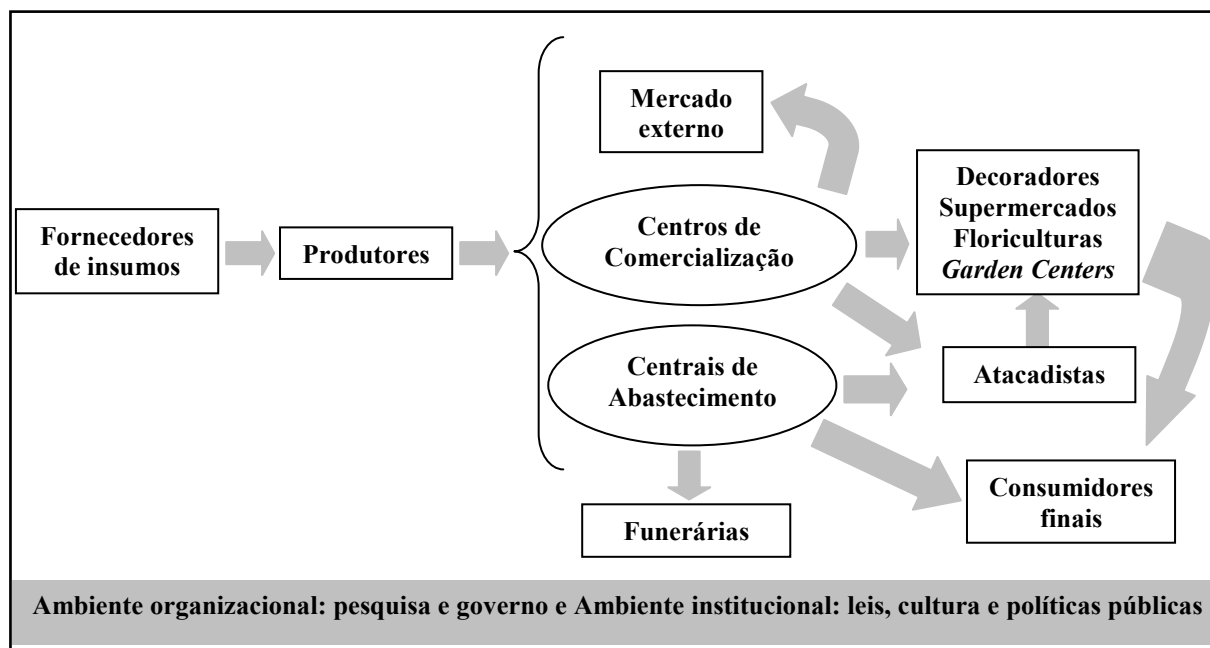 Mercado
externo
Fornecedores
de insumos
Produtores
Centros de
Comercialização
Decoradores
Supermercados
Floriculturas
Garden Centers
Centrais de
Abastecimento
Atacadistas
Funerárias
Consumidores
finais
Ambiente organizacional: pesquisa e governo e Ambiente institucional: leis, cultura e políticas públicas